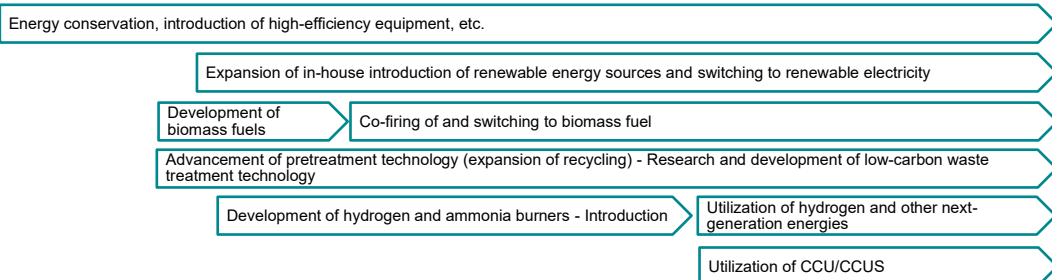 Energy conservation, introduction of high-efficiency equipment, etc.
Expansion of in-house introduction of renewable energy sources and switching to renewable electricity
Development of
biomass fuels
Co-firing of and switching to biomass fuel
Advancement of pretreatment technology (expansion of recycling) - Research and development of low-carbon waste
treatment technology
Development of hydrogen and ammonia burners - Introduction
Utilization of hydrogen and other next-
generation energies
Utilization of CCU/CCUS